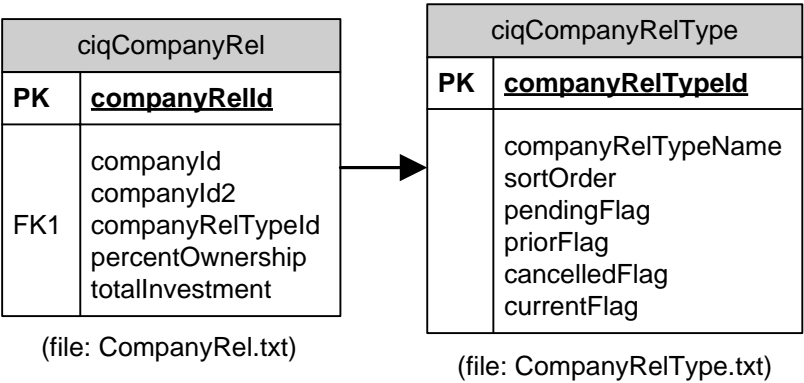 ciqCompanyRel
PK companyRelId
companyId
companyId2
FK1 companyRelTypeId
percentOwnership
totalInvestment
(file: CompanyRel.txt)
ciqCompanyRelType
PK companyRelTypeId
companyRelTypeName
sortOrder
pendingFlag
priorFlag
cancelledFlag
currentFlag
(file: CompanyRelType.txt)